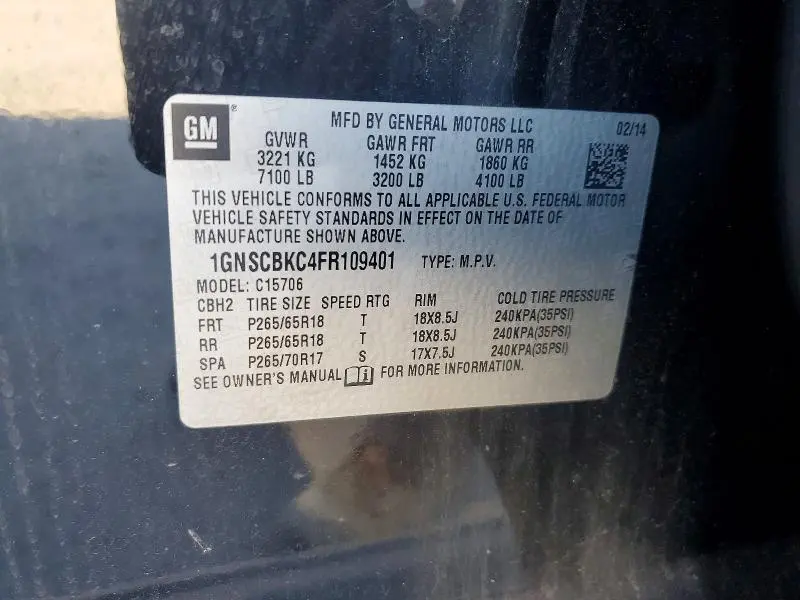 GM ® MFD BY GENERAL MOTORS LLC 02/14
GVWR GAWR FRT GAWR RR
3221 KG 1452 KG 1860 KG
7100 LB 3200 LB 4100 LB
THIS VEHICLE CONFORMS TO ALL APPLICABLE U.S. FEDERAL MOTOR
VEHICLE SAFETY STANDARDS IN EFFECT ON THE DATE OF
MANUFACTURE SHOWN ABOVE.
1GNSCBKC4FR109401 TYPE: M.P.V.
MODEL: C15706
CBH2 TIRE SIZE SPEED RTG RIM COLD TIRE PRESSURE
FRT P265/65R18 T 18X8.5J 240KPA(35PSI)
RR P265/65R18 T 18X8.5J 240KPA(35PSI)
SPA P265/70R17 S 17X7.5J 240KPA(35PSI)
SEE OWNER'S MANUAL i FOR MORE INFORMATION.